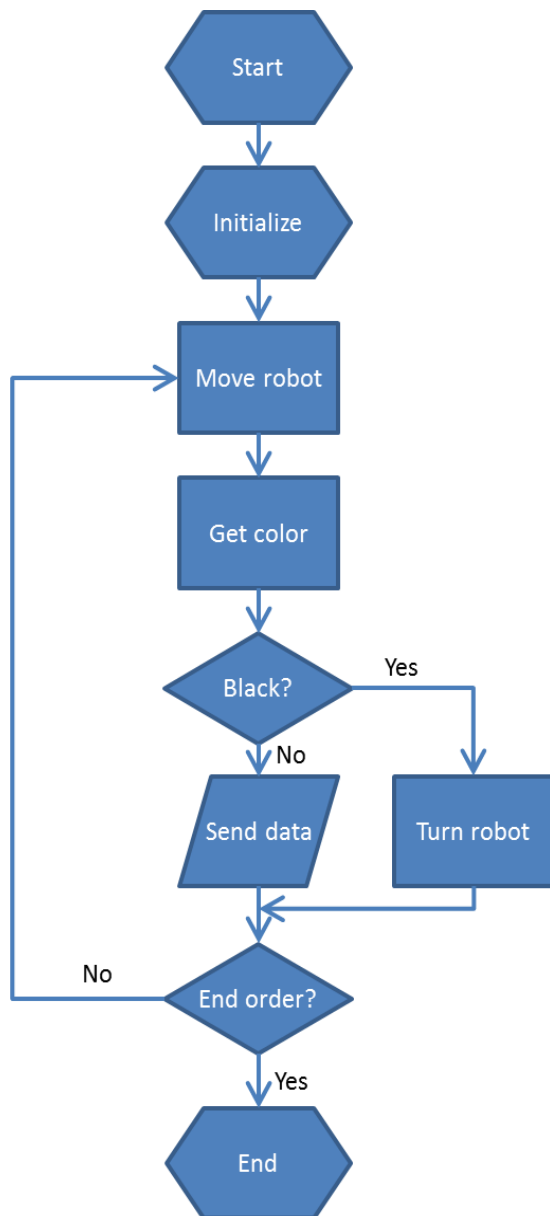 Start
Initialize
Move robot
Get color
Black?
Yes
No
Send data
Turn robot
No
End order?
Yes
End